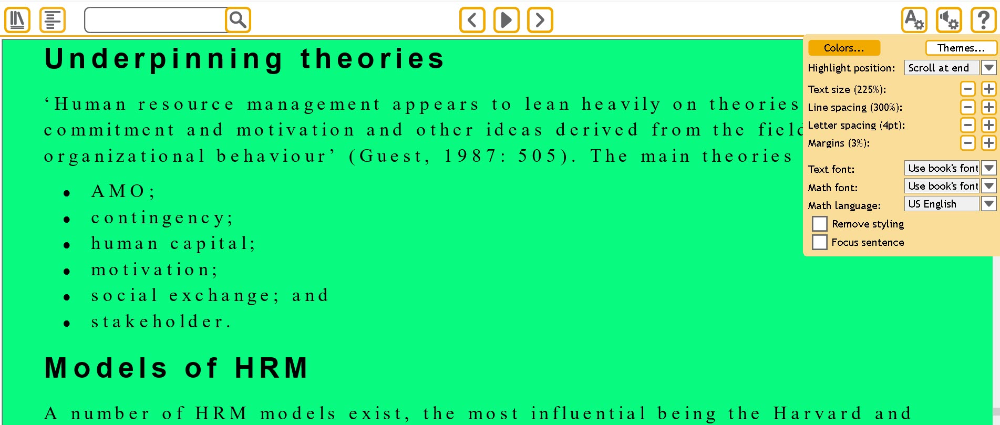 Colors...
Themes...
Highlight position:
Scroll at end
Text size (225%):
Line spacing (300%):
Letter spacing (4pt):
Margins (3%):
Text font:
Use book's font
Math font:
Use book's font
Math language:
US English
Remove styling
Focus sentence
Underpinning theories
‘Human resource management appears to lean heavily on theories
commitment and motivation and other ideas derived from the field
organizational behaviour’ (Guest, 1987: 505). The main theories
• AMO;
• contingency;
• human capital;
• motivation;
• social exchange; and
• stakeholder.
Models of HRM
A number of HRM models exist, the most influential being the Harvard and